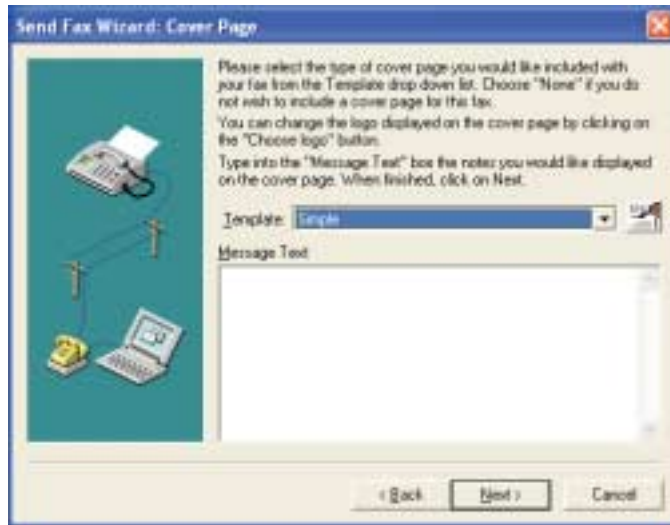 Send Fax Wizard: Cover Page
Please select the type of cover page you would like included with
your fax from the Template drop down list. Choose "None" if you do
not wish to include a cover page for this fax.
You can change the logo displayed on the cover page by clicking on
the "Choose logo" button.
Type into the "Message Text" box the notes you would like displayed
on the cover page. When finished, click on Next.
Template: Simple
Message Text
< Back Next > Cancel